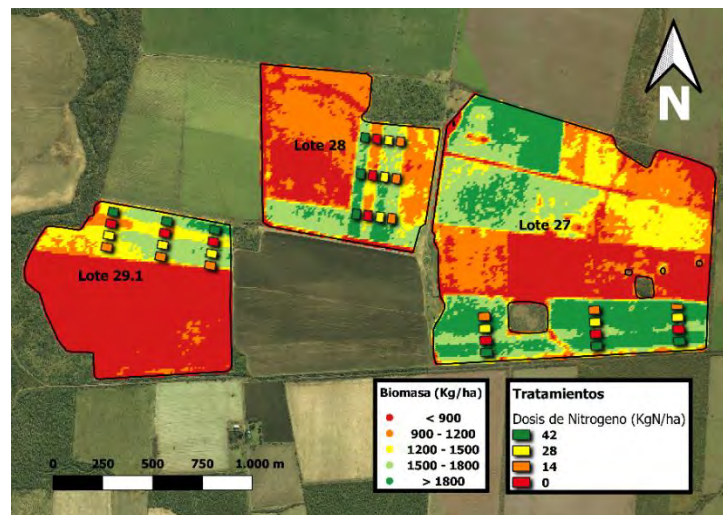 N
Lote 28
Lote 27
Lote 29.1
Biomasa (Kg/ha)
< 900
900 - 1200
1200 - 1500
1500 - 1800
> 1800
Tratamientos
Dosis de Nitrogeno (KgN/ha)
42
28
14
0
0 250 500 750 1.000 m